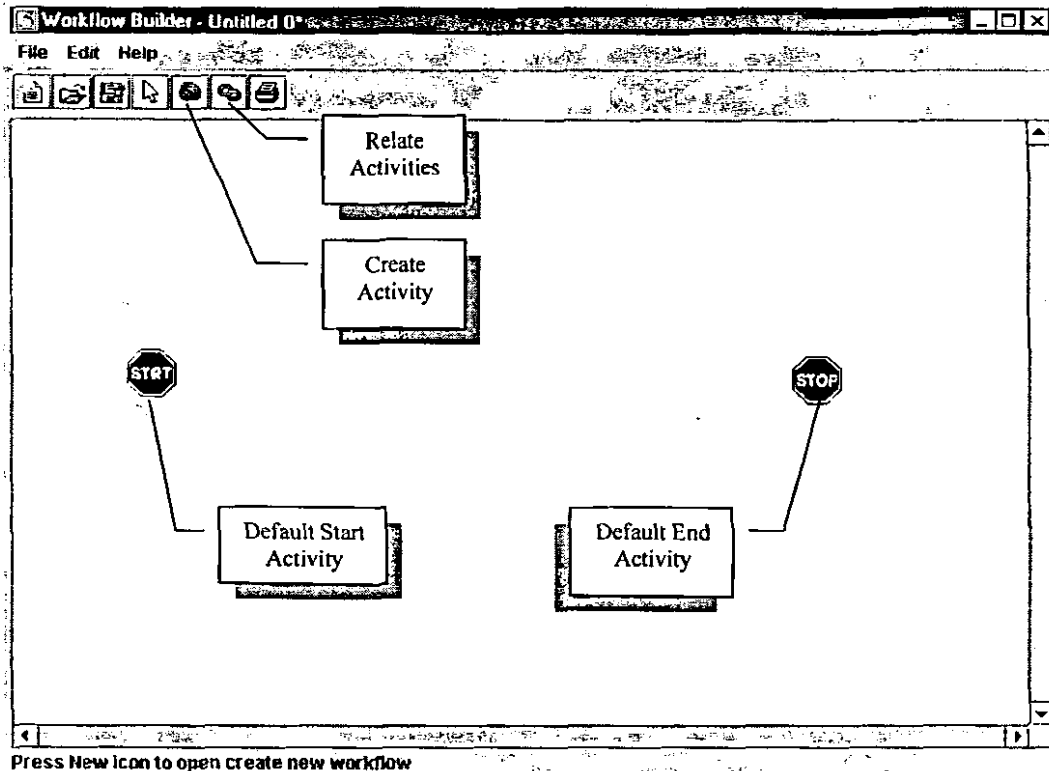 Workflow Builder - Untitled 0*
File Edit Help
Relate
Activities
Create
Activity
STRT
STOP
Default Start
Activity
Default End
Activity
Press New icon to open create new workflow